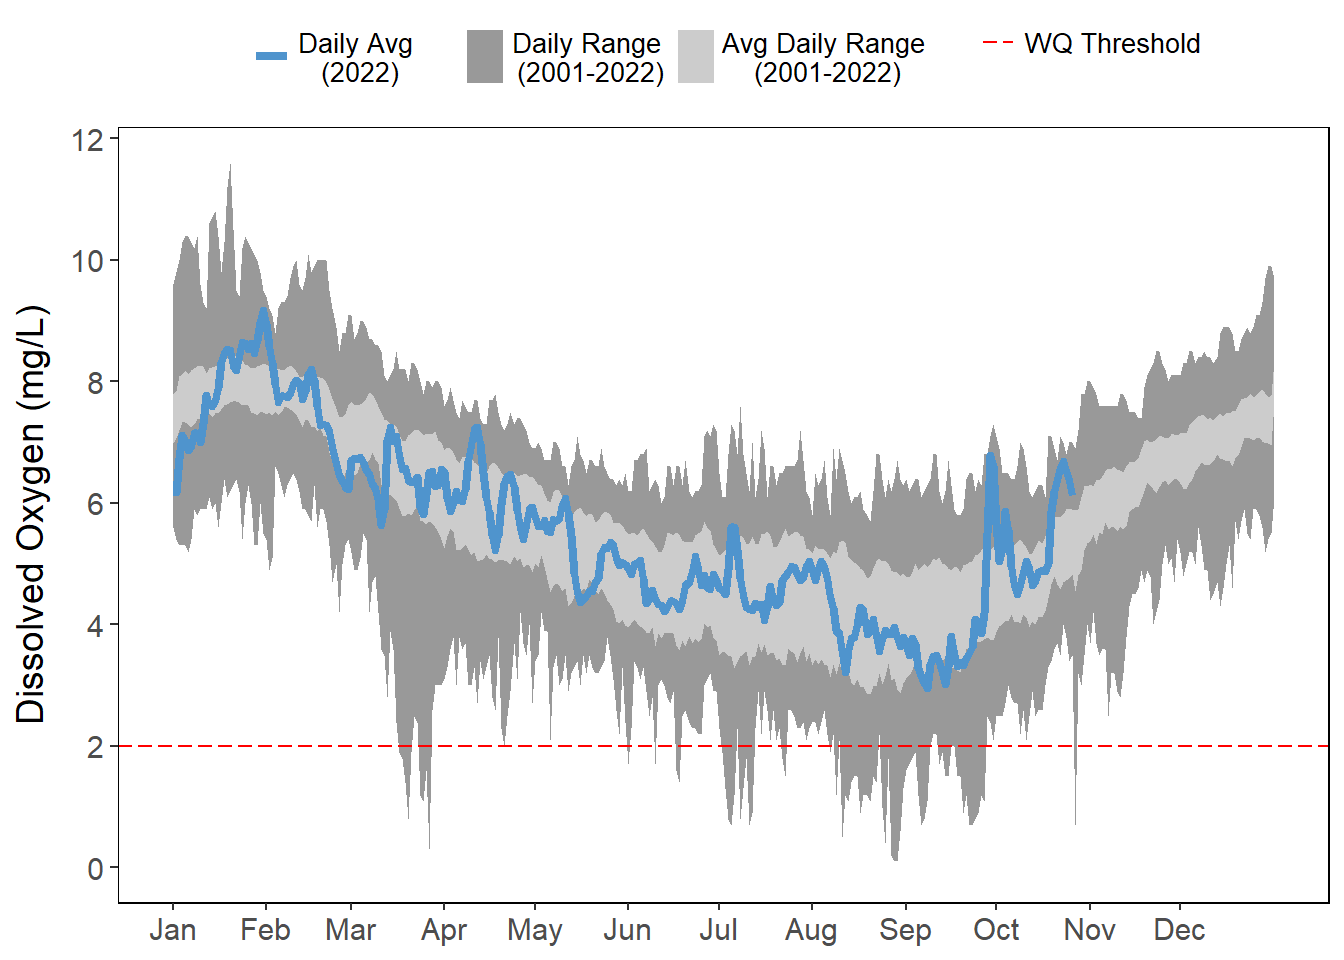 Daily Avg
(2022)
Daily Range
(2001-2022)
Avg Daily Range
(2001-2022)
WQ Threshold
Dissolved Oxygen (mg/L)
12
10
8
6
4
2
0
Jan Feb Mar Apr May Jun Jul Aug Sep Oct Nov Dec